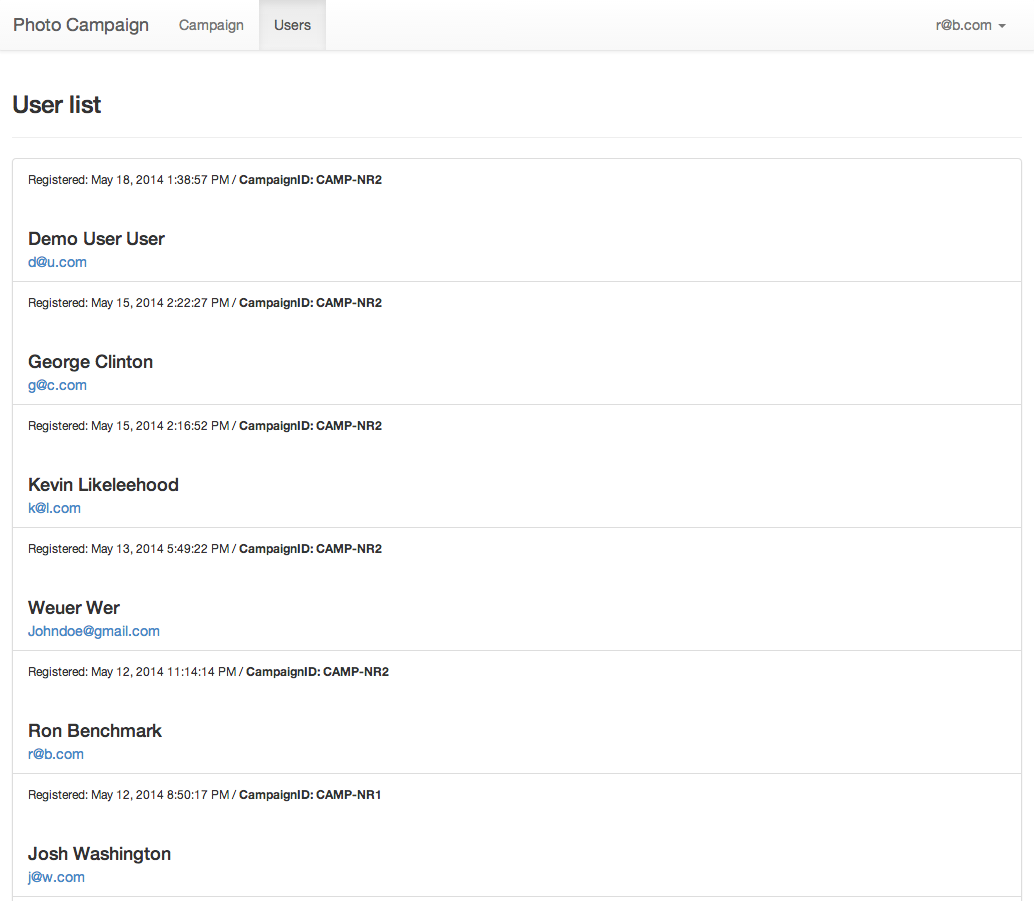 Photo Campaign Campaign Users r@b.com
User list
Registered: May 18, 2014 1:38:57 PM / CampaignID: CAMP-NR2
Demo User User
d@u.com
Registered: May 15, 2014 2:22:27 PM / CampaignID: CAMP-NR2
George Clinton
g@c.com
Registered: May 15, 2014 2:16:52 PM / CampaignID: CAMP-NR2
Kevin Likeleehood
k@l.com
Registered: May 13, 2014 5:49:22 PM / CampaignID: CAMP-NR2
Weuer Wer
Johndoe@gmail.com
Registered: May 12, 2014 11:14:14 PM / CampaignID: CAMP-NR2
Ron Benchmark
r@b.com
Registered: May 12, 2014 8:50:17 PM / CampaignID: CAMP-NR1
Josh Washington
j@w.com